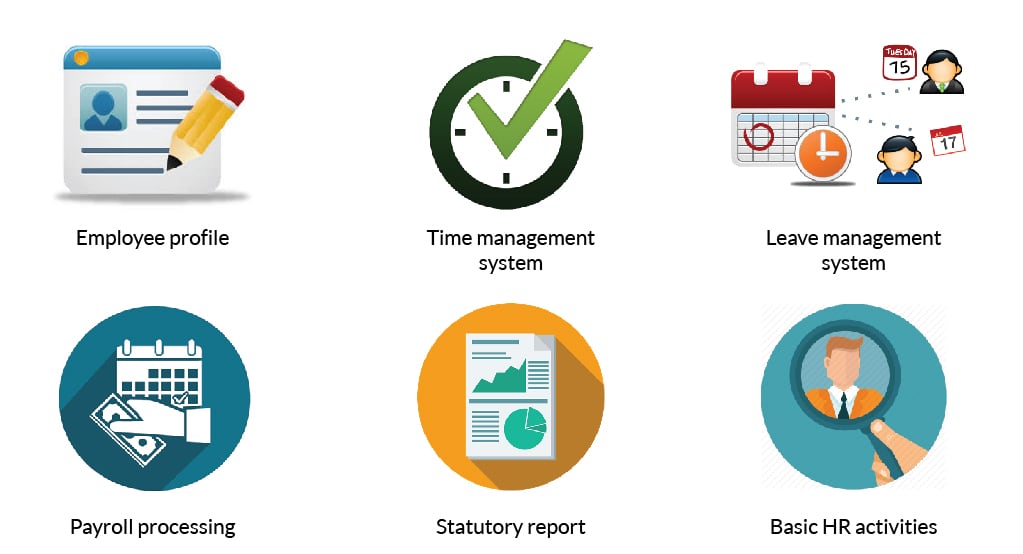 TUESDAY
15
17
Employee profile
Time management
system
Leave management
system
Payroll processing
Statutory report
Basic HR activities